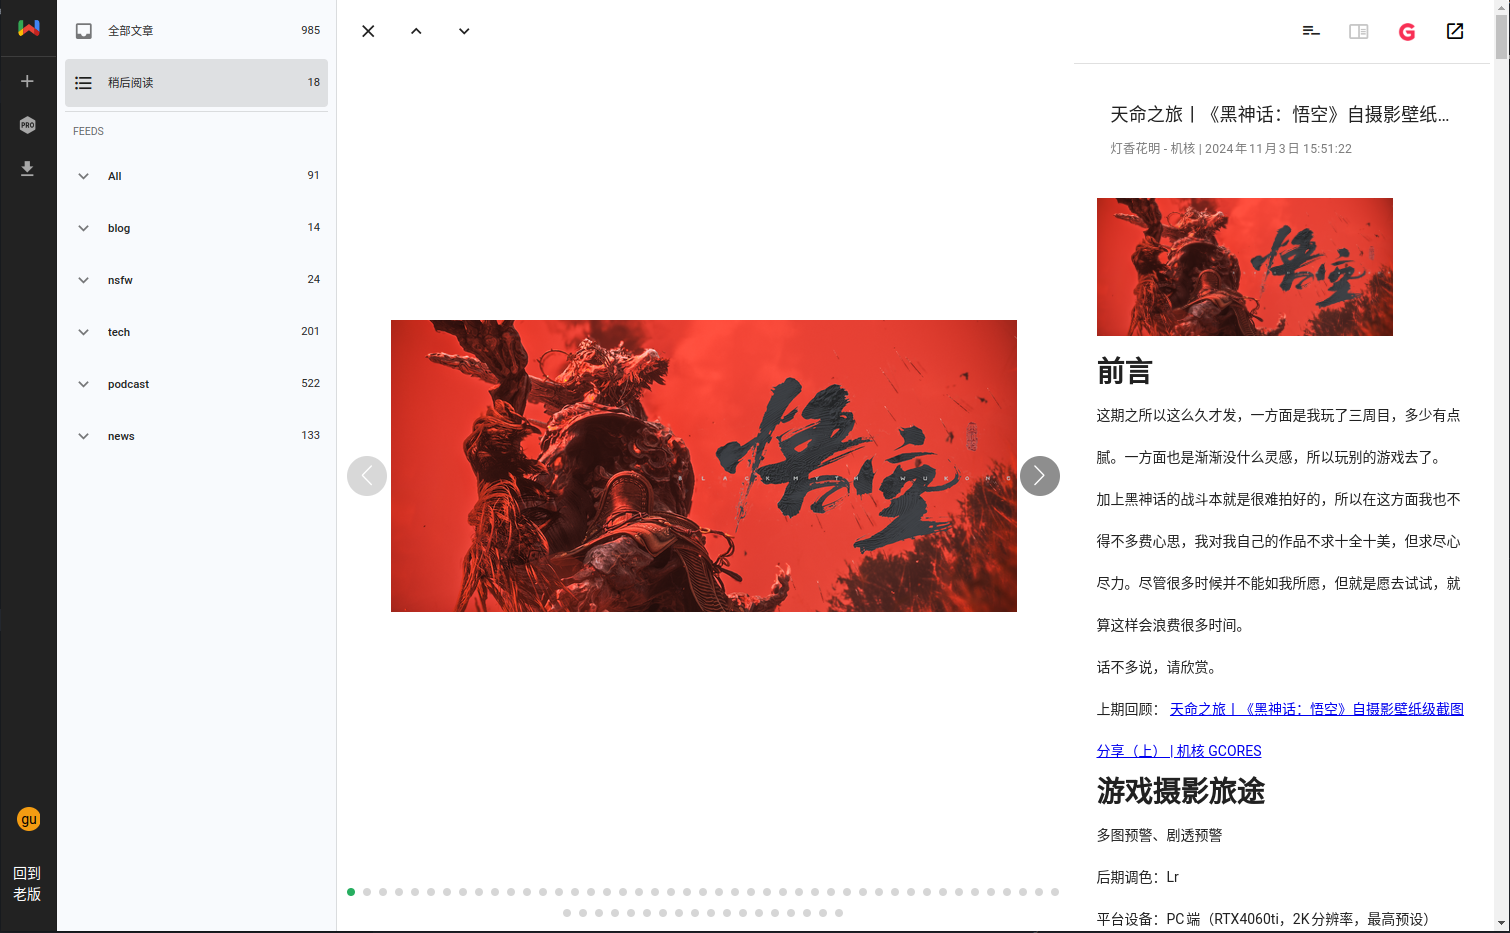 全部文章 985
稍后阅读 18
FEEDS
All 91
blog 14
nsfw 24
tech 201
podcast 522
news 133
PRO
gu
回到
老版
悟空
BLACK MYTH WUKONG
G
天命之旅丨《黑神话：悟空》自摄影壁纸...
灯香花明 - 机核 | 2024年11月3日 15:51:22
悟空
前言
这期之所以这么久才发，一方面是我玩了三周目，多少有点
腻。一方面也是渐渐没什么灵感，所以玩别的游戏去了。
加上黑神话的战斗本就是很难拍好的，所以在这方面我也不
得不多费心思，我对我自己的作品不求十全十美，但求尽心
尽力。尽管很多时候并不能如我所愿，但就是愿去试试，就
算这样会浪费很多时间。
话不多说，请欣赏。
上期回顾： 天命之旅丨《黑神话：悟空》自摄影壁纸级截图
分享（上） | 机核 GCORES
游戏摄影旅途
多图预警、剧透预警
后期调色：Lr
平台设备：PC端（RTX4060ti，2K分辨率，最高预设）